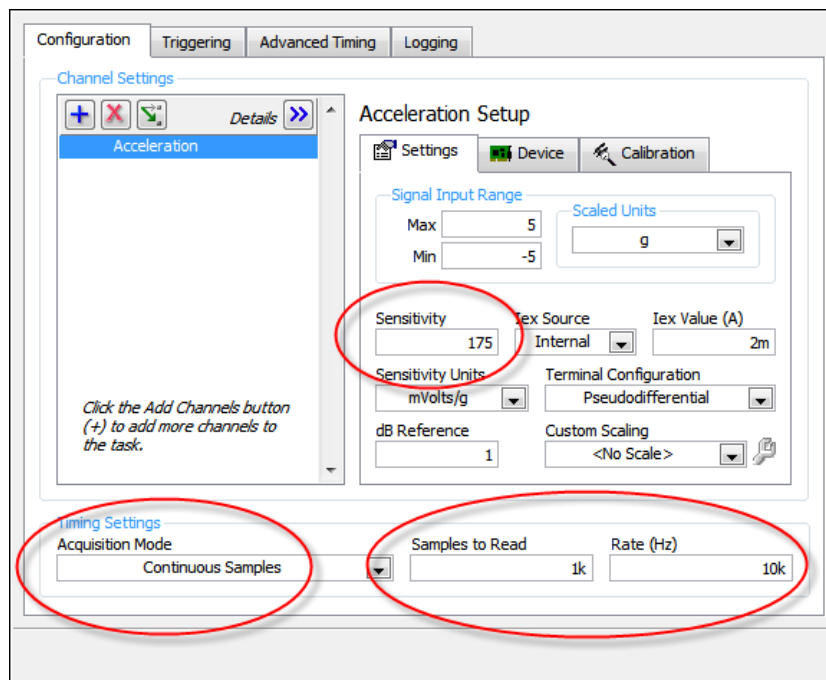 Configuration Triggering Advanced Timing Logging
Channel Settings
Details
Acceleration
Click the Add Channels button
(+) to add more channels to
the task.
Acceleration Setup
Settings Device Calibration
Signal Input Range
Max 5
Min -5
Scaled Units
g
Sensitivity Iex Source Iex Value (A)
175 Internal 2m
Sensitivity Units Terminal Configuration
mVolts/g Pseudodifferential
dB Reference Custom Scaling
1 <No Scale>
Timing Settings
Acquisition Mode Samples to Read Rate (Hz)
Continuous Samples 1k 10k